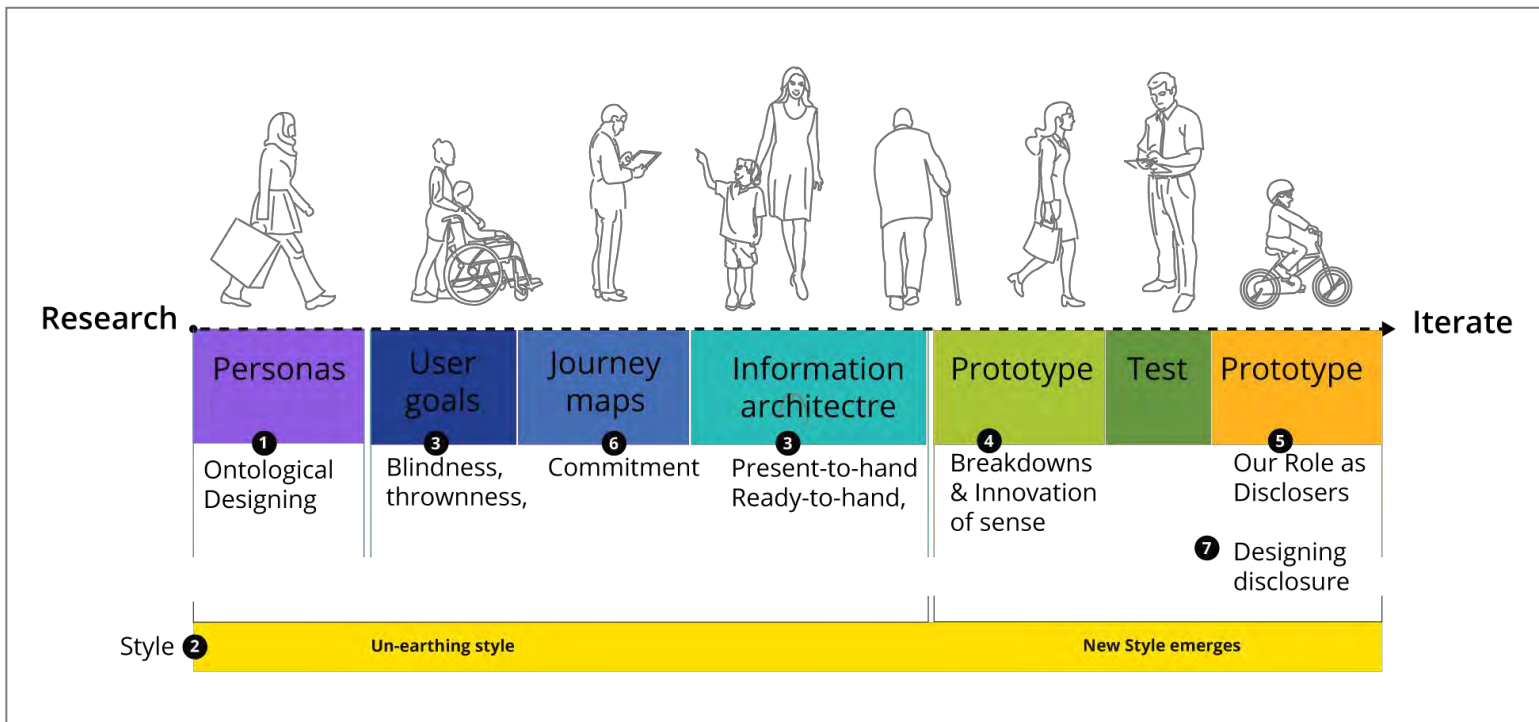 Research
Iterate
Personas
User
goals
Journey
maps
Information
architectre
Prototype
Test
Prototype
1
Ontological
Designing
3
Blindness,
thrownness,
6
Commitment
3
Present-to-hand
Ready-to-hand,
4
Breakdowns
& Innovation
of sense
5
Our Role as
Disclosers
7 Designing
disclosure
Style 2
Un-earthing style
New Style emerges